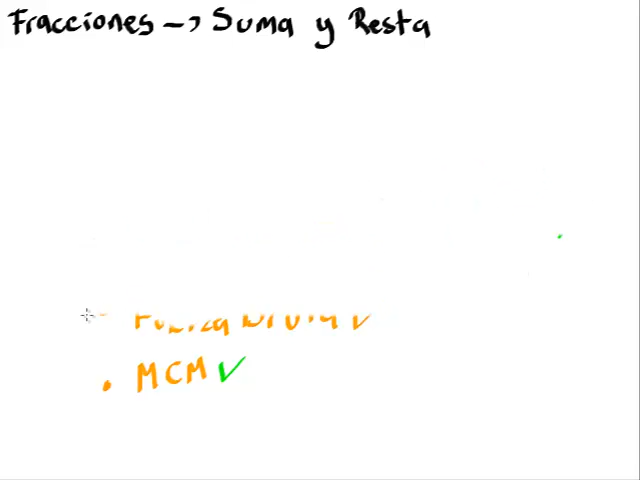 Fracciones -> Suma y Resta
• MCM ✓